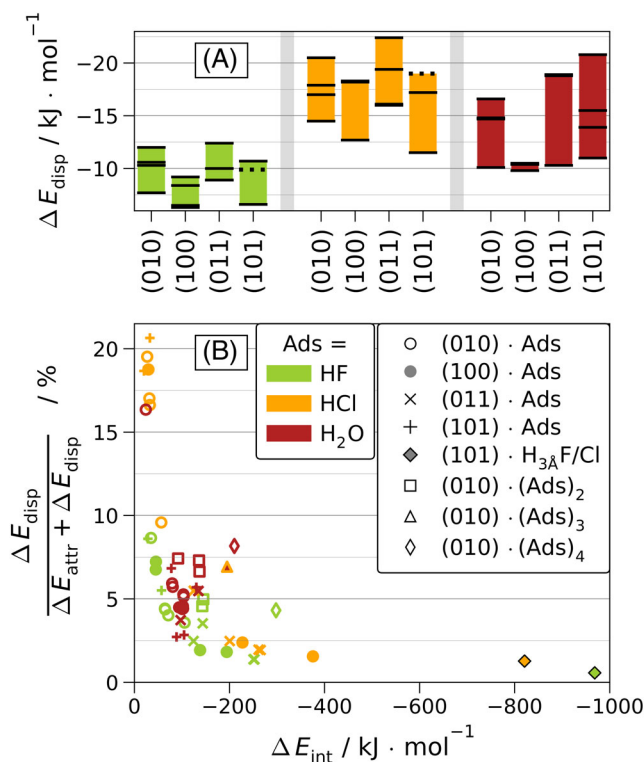 (A)
ΔE_disp / kJ · mol⁻¹
−20
−15
−10
(010)
(100)
(011)
(101)
(010)
(100)
(011)
(101)
(010)
(100)
(011)
(101)
(B)
Ads =
HF
HCl
H₂O
(010) · Ads
(100) · Ads
(011) · Ads
(101) · Ads
(101) · H₃Å F/Cl
(010) · (Ads)₂
(010) · (Ads)₃
(010) · (Ads)₄
ΔE_disp
ΔE_attr + ΔE_disp
/ %
20
15
10
5
0
0
−200
−400
−600
−800
−1000
ΔE_int / kJ · mol⁻¹